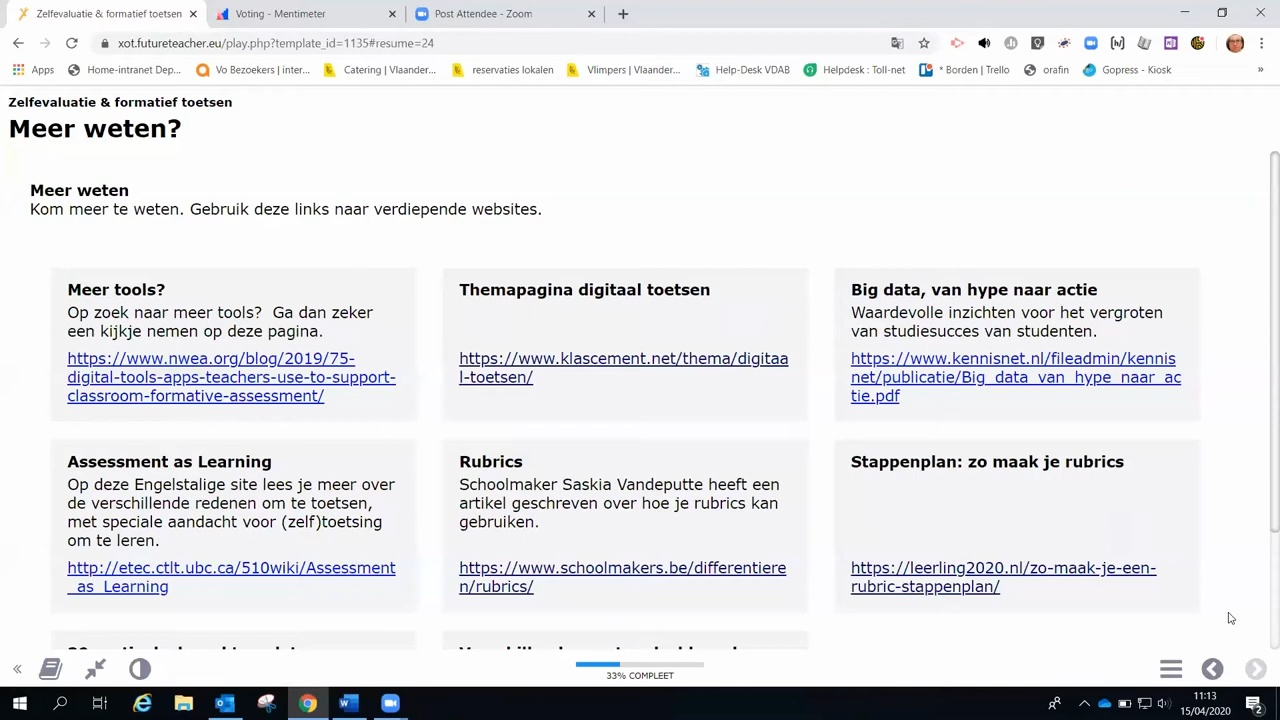 Zelfevaluatie & formatief toetsen
Voting - Mentimeter
Post Attendee - Zoom
xot.futureteacher.eu/play.php?template_id=1135#resume=24
Apps
Home-intranet Dep...
Vo Bezoekers | inter...
Catering | Vlaander...
reservaties lokalen
Vlimpers | Vlaander...
Help-Desk VDAB
Helpdesk : Toll-net
* Borden | Trello
orafin
Gopress - Kiosk
»
Zelfevaluatie & formatief toetsen
Meer weten?
Meer weten
Kom meer te weten. Gebruik deze links naar verdiepende websites.
Meer tools?
Op zoek naar meer tools?  Ga dan zeker
een kijkje nemen op deze pagina.
https://www.nwea.org/blog/2019/75-
digital-tools-apps-teachers-use-to-support-
classroom-formative-assessment/
Themapagina digitaal toetsen
https://www.klascement.net/thema/digitaa
l-toetsen/
Big data, van hype naar actie
Waardevolle inzichten voor het vergroten
van studiesucces van studenten.
https://www.kennisnet.nl/fileadmin/kennis
net/publicatie/Big_data_van_hype_naar_ac
tie.pdf
Assessment as Learning
Op deze Engelstalige site lees je meer over
de verschillende redenen om te toetsen,
met speciale aandacht voor (zelf)toetsing
om te leren.
http://etec.ctlt.ubc.ca/510wiki/Assessment
_as_Learning
Rubrics
Schoolmaker Saskia Vandeputte heeft een
artikel geschreven over hoe je rubrics kan
gebruiken.
https://www.schoolmakers.be/differentiere
n/rubrics/
Stappenplan: zo maak je rubrics
https://leerling2020.nl/zo-maak-je-een-
rubric-stappenplan/
«
33% COMPLEET
11:13
15/04/2020
2